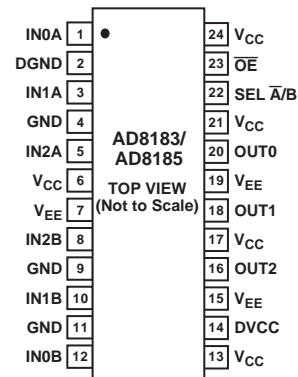 IN0A 1 24 VCC
DGND 2 23 OE
IN1A 3 22 SEL A/B
GND 4 21 VCC
AD8183/
AD8185
IN2A 5 20 OUT0
VCC 6 19 VEE
TOP VIEW
(Not to Scale)
VEE 7 18 OUT1
IN2B 8 17 VCC
GND 9 16 OUT2
IN1B 10 15 VEE
GND 11 14 DVCC
IN0B 12 13 VCC